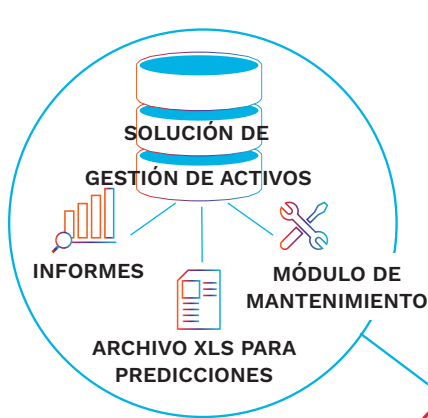 SOLUCIÓN DE
GESTIÓN DE ACTIVOS
INFORMES
MÓDULO DE
MANTENIMIENTO
ARCHIVO XLS PARA
PREDICCIONES